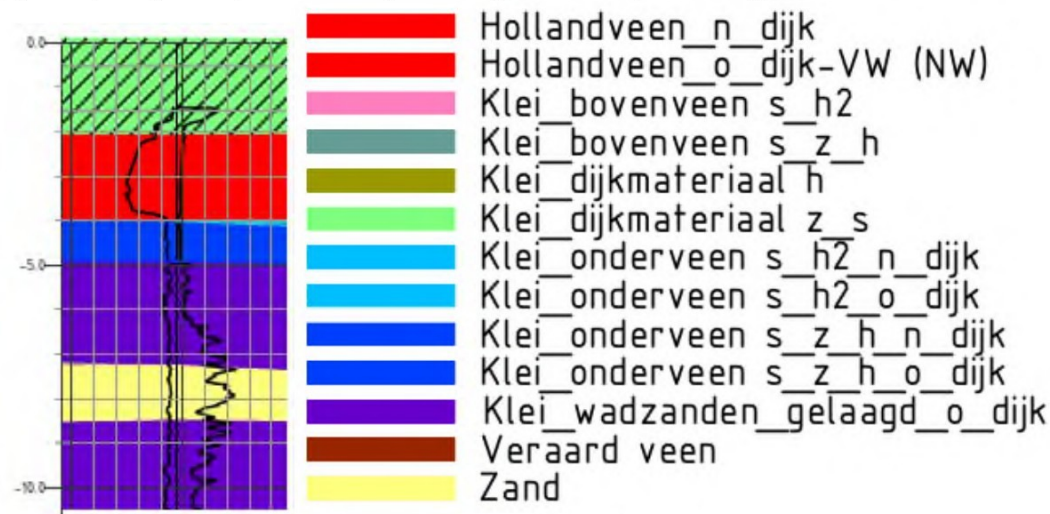 0.0
-5.0
-10.0
Hollandveen_n_dijk
Hollandveen_o_dijk-VW (NW)
Klei_bovenveen s_h2
Klei_bovenveen s_z_h
Klei_dijkmateriaal h
Klei_dijkmateriaal z_s
Klei_onderveen s_h2_n_dijk
Klei_onderveen s_h2_o_dijk
Klei_onderveen s_z_h_n_dijk
Klei_onderveen s_z_h_o_dijk
Klei_wadzanden_gelaagd_o_dijk
Veraard veen
Zand